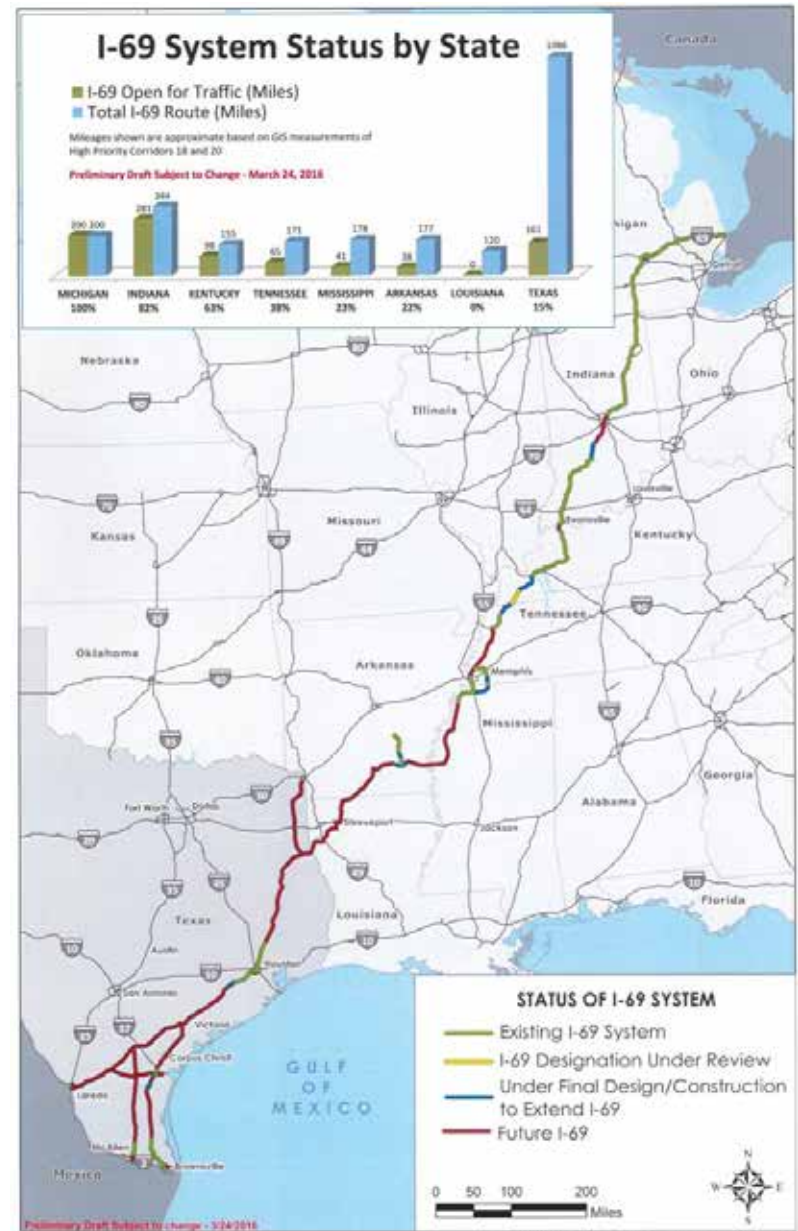 I-69 System Status by State
I-69 Open for Traffic (Miles)
Total I-69 Route (Miles)
Mileages shown are approximate based on GIS measurements of
High Priority Corridors 18 and 20
Preliminary Draft Subject to Change - March 24, 2016
200 200
344
155
65 171
41 178
177
0 120
161 1086
MICHIGAN INDIANA KENTUCKY TENNESSEE MISSISSIPPI ARKANSAS LOUISIANA TEXAS
100% 82% 63% 38% 23% 22% 0% 15%
Canada
Nebraska
Illinois
Indiana
Ohio
Kansas
Missouri
Louisville
Evansville
Kentucky
Oklahoma
Arkansas
Tennessee
Memphis
Mississippi
Alabama
Georgia
Fort Worth
Dallas
Shreveport
Jackson
Texas
Louisiana
Florida
10
Austin
10
Houston
San Antonio
Victoria
Corpus Christi
Laredo
McAllen
Brownsville
Mexico
GULF
OF
MEXICO
STATUS OF I-69 SYSTEM
Existing I-69 System
I-69 Designation Under Review
Under Final Design/Construction
to Extend I-69
Future I-69
0 50 100 200
Miles
N
W E
S
Preliminary Draft Subject to change - 3/24/2016